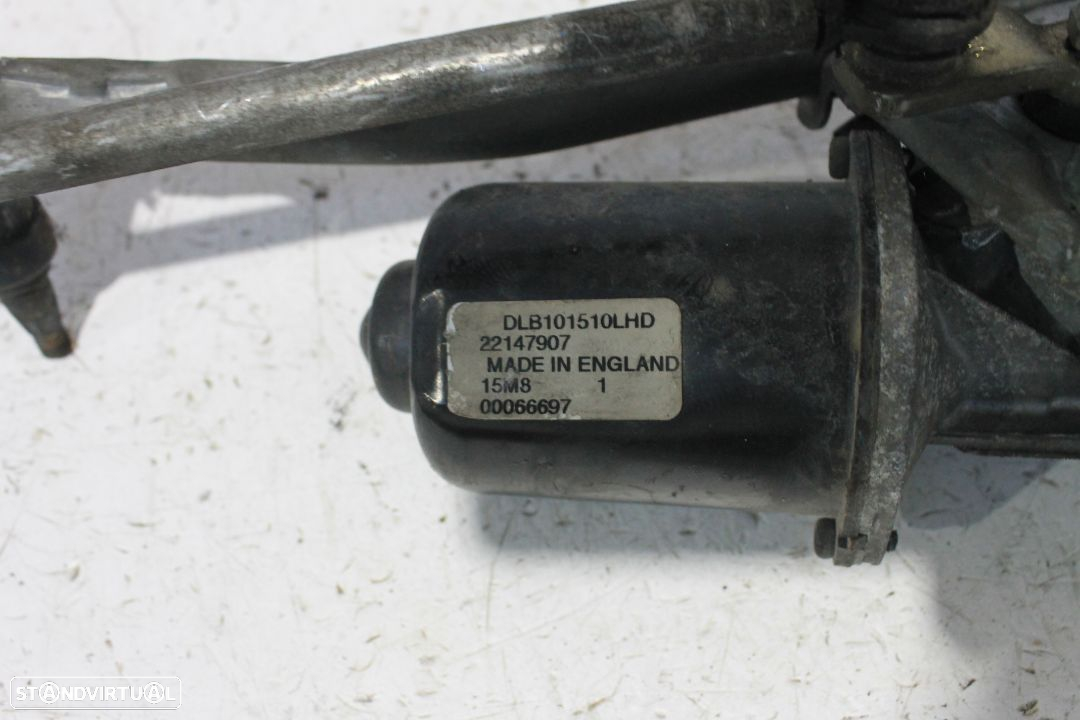 DLB101510LHD
22147907
MADE IN ENGLAND
15M8 1
00066697
STANDVIRTUAL